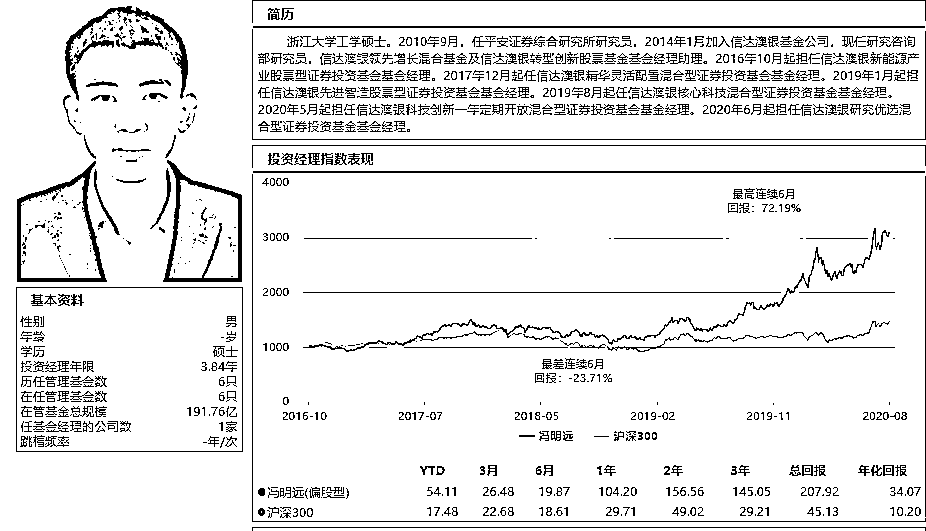 简历
浙江大学工学硕士。2010年9月，任平安证券综合研究所研究员，2014年1月加入信达澳银基金公司，现任研究咨询
部研究员，信达澳银领先增长混合基金及信达澳银转型创新股票基金基金经理助理。2016年10月起担任信达澳银新能源产
业股票型证券投资基金基金经理。2017年12月起任信达澳银精华灵活配置混合型证券投资基金基金经理。2019年1月起担
任信达澳银先进智造股票型证券投资基金基金经理。2019年8月起任信达澳银核心科技混合型证券投资基金基金经理。
2020年5月起担任信达澳银科技创新一年定期开放混合型证券投资基金基金经理。2020年6月起担任信达澳银研究优选混
合型证券投资基金基金经理。
投资经理指数表现
4000
3000
2000
1000
0
最高连续6月
回报：72.19%
最差连续6月
回报：-23.71%
2016-10 2017-07 2018-05 2019-02 2019-11 2020-08
冯明远 沪深300
YTD 3月 6月 1年 2年 3年 总回报 年化回报
冯明远(偏股型) 54.11 26.48 19.87 104.20 156.56 145.05 207.92 34.07
沪深300 17.48 22.68 18.61 29.71 49.02 29.21 45.13 10.20
基本资料
性别 男
年龄 -岁
学历 硕士
投资经理年限 3.84年
历任管理基金数 6只
在任管理基金数 6只
在管基金总规模 191.76亿
任基金经理的公司数 1家
跳槽频率 -年/次